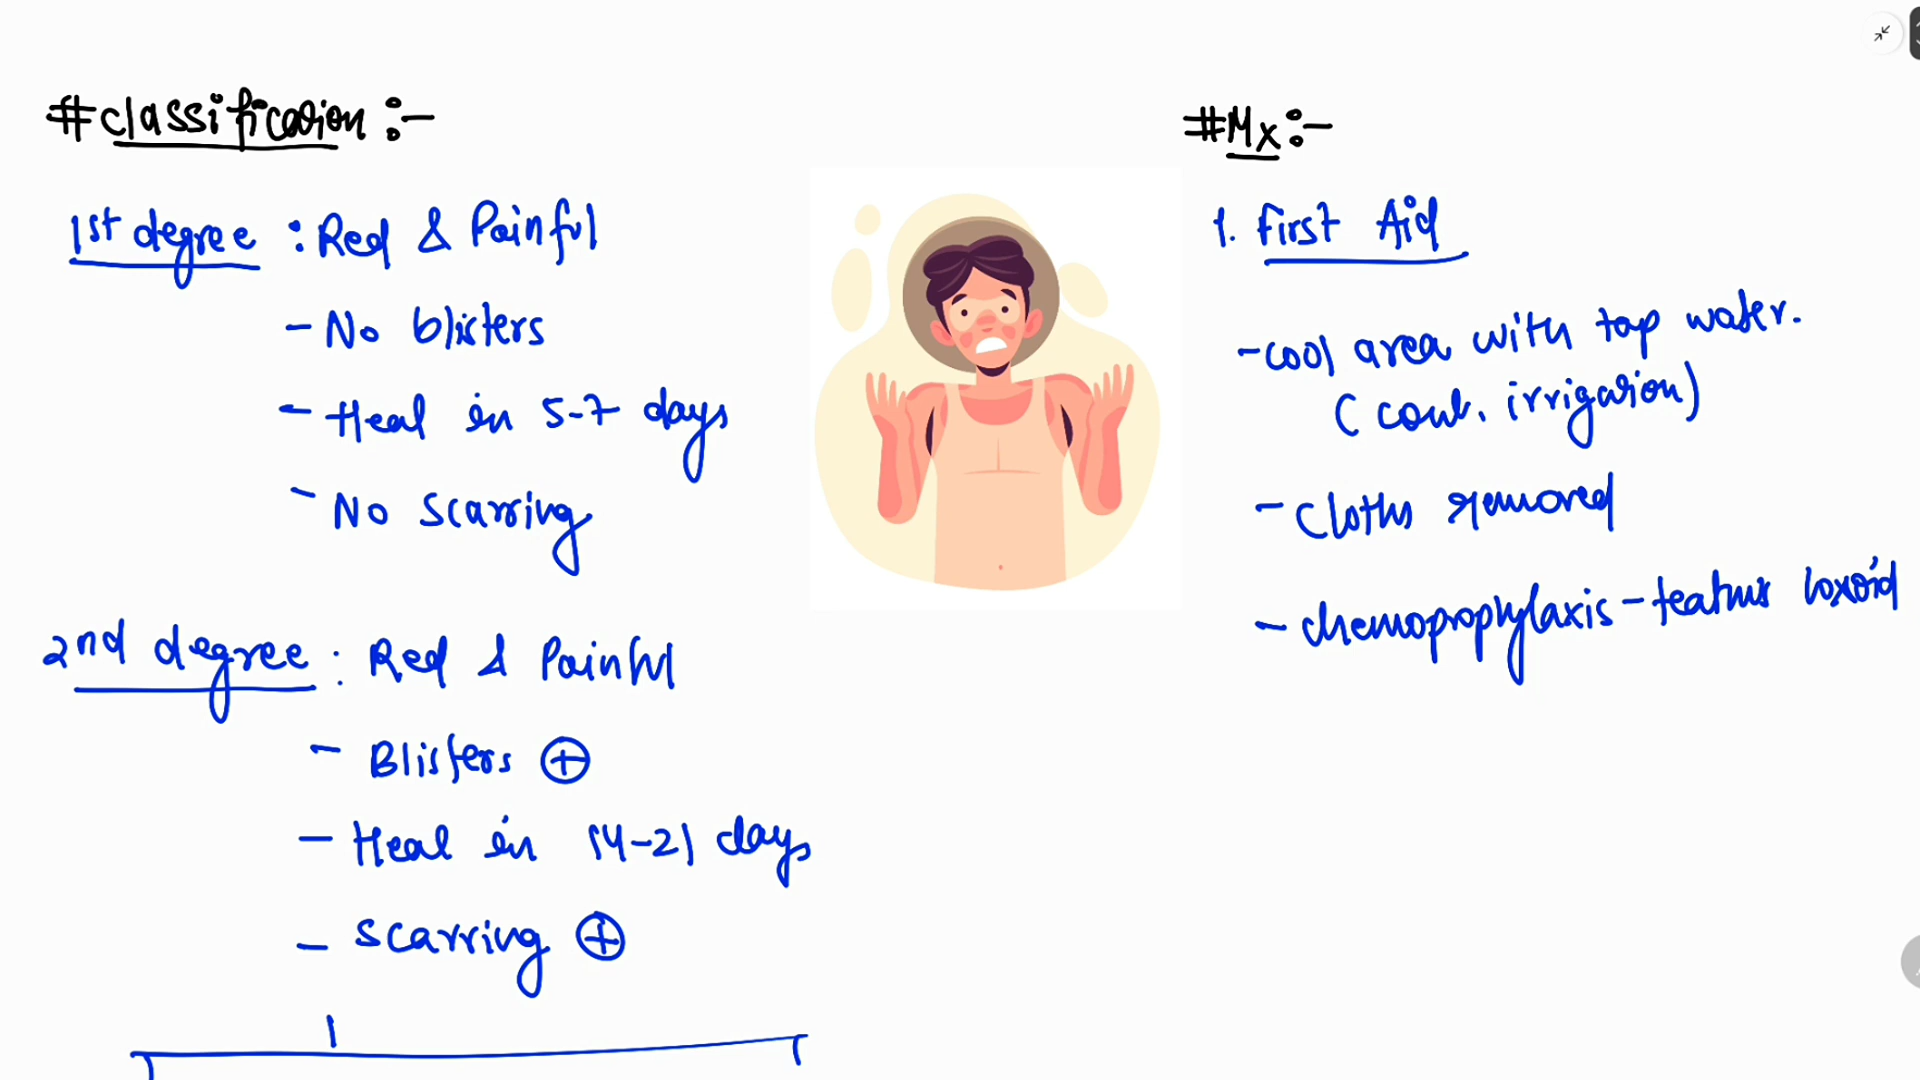 #classification :-
1st degree : Red & Painful
- No blisters
- Heal in 5-7 days
- No scarring
2nd degree : Red & Painful
- Blisters ⊕
- Heal in 14-21 days
- scarring ⊕
#Mx:-
1. First Aid
- cool area with tap water.
( cont. irrigation)
- Cloths removed
- chemoprophylaxis - teatnus toxoid